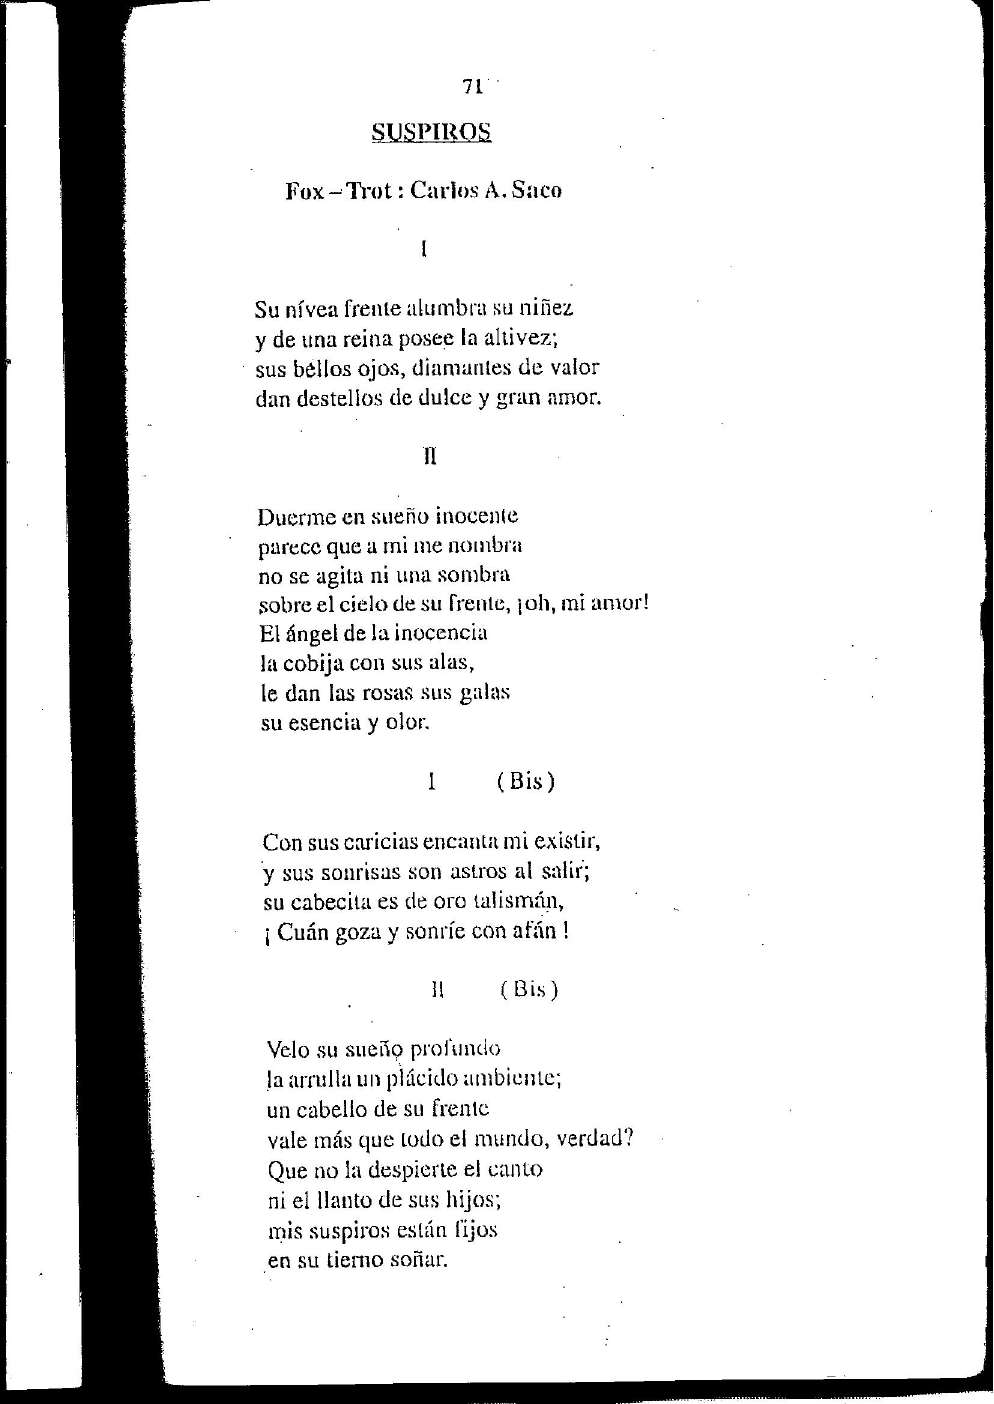 71
SUSPIROS
Fox – Trot : Carlos A. Saco
I
Su nívea frente alumbra su niñez
y de una reina posee la altivez;
sus bellos ojos, diamantes de valor
dan destellos de dulce y gran amor.
II
Duerme en sueño inocente
parece que a mi me nombra
no se agita ni una sombra
sobre el cielo de su frente, ¡oh, mi amor!
El ángel de la inocencia
la cobija con sus alas,
le dan las rosas sus galas
su esencia y olor.
I (Bis)
Con sus caricias encanta mi existir,
y sus sonrisas son astros al salir;
su cabecita es de oro talismán,
¡ Cuán goza y sonríe con afán !
II (Bis)
Velo su sueño profundo
la arrulla un plácido ambiente;
un cabello de su frente
vale más que todo el mundo, verdad?
Que no la despierte el canto
ni el llanto de sus hijos;
mis suspiros están fijos
en su tierno soñar.